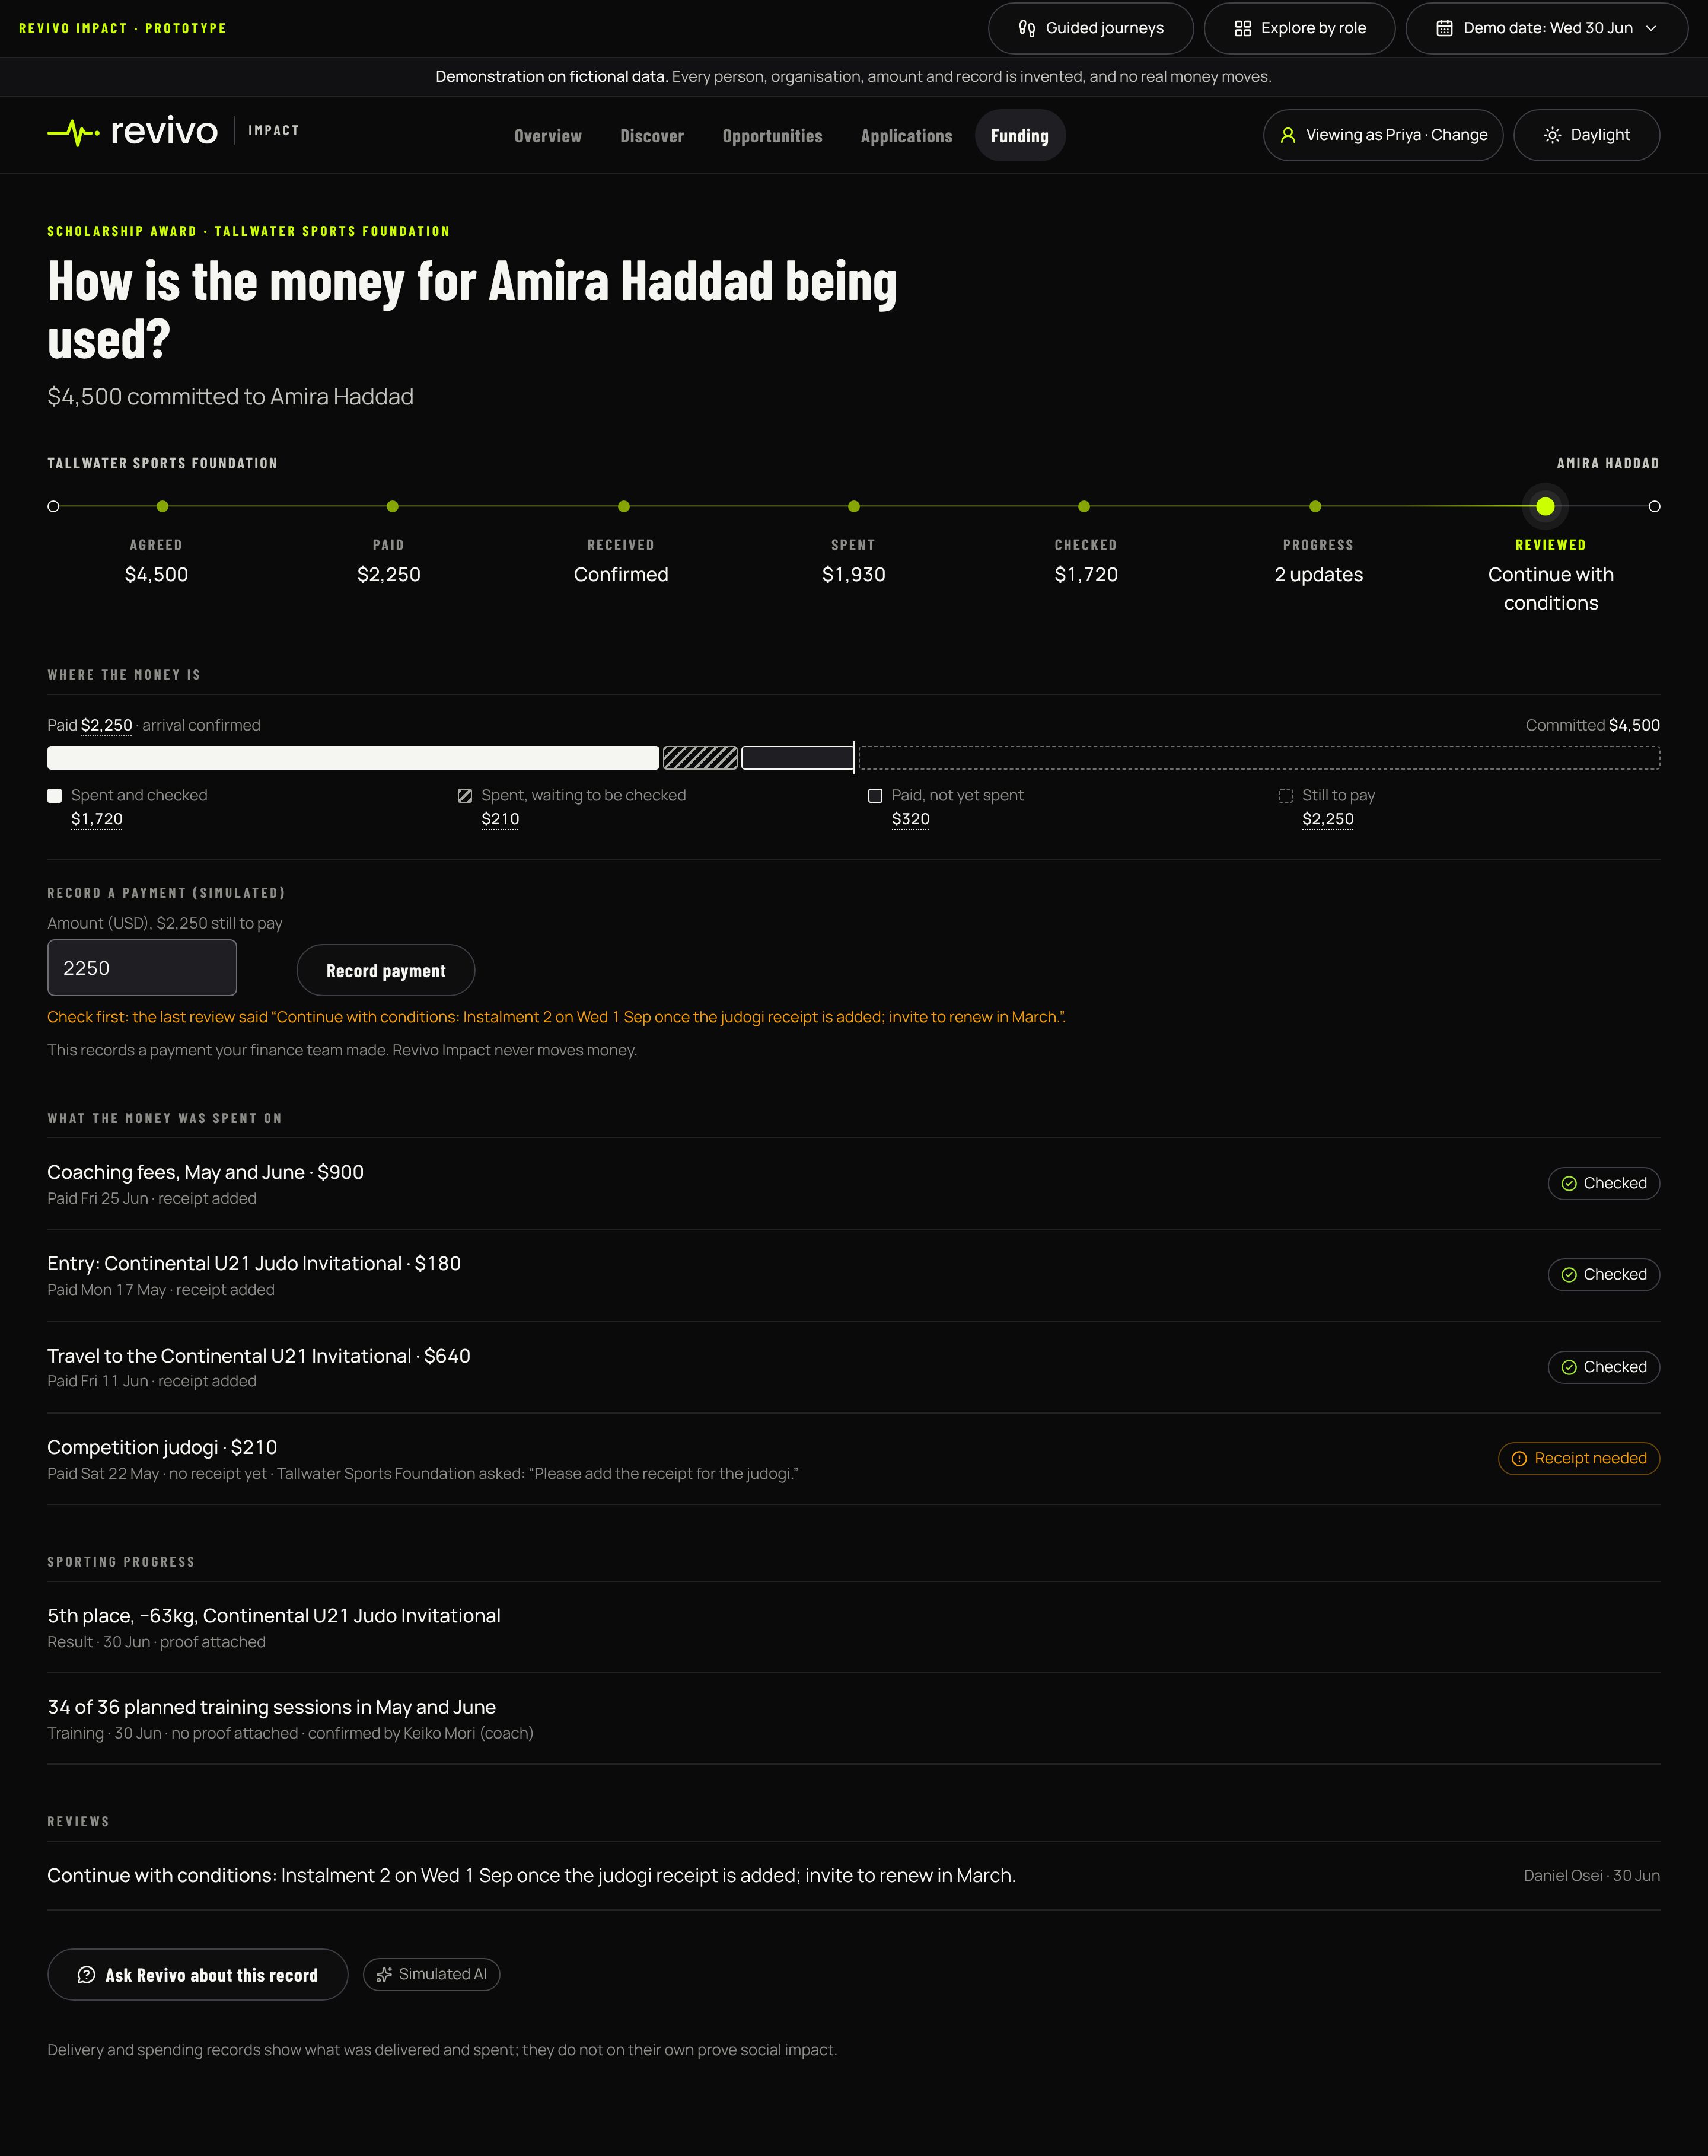 REVIVO IMPACT · PROTOTYPE
Guided journeys
Explore by role
Demo date: Wed 30 Jun
Demonstration on fictional data. Every person, organisation, amount and record is invented, and no real money moves.
revivo
IMPACT
Overview
Discover
Opportunities
Applications
Funding
Viewing as Priya · Change
Daylight
SCHOLARSHIP AWARD · TALLWATER SPORTS FOUNDATION
How is the money for Amira Haddad being
used?
$4,500 committed to Amira Haddad
TALLWATER SPORTS FOUNDATION
AMIRA HADDAD
AGREED
$4,500
PAID
$2,250
RECEIVED
Confirmed
SPENT
$1,930
CHECKED
$1,720
PROGRESS
2 updates
REVIEWED
Continue with
conditions
WHERE THE MONEY IS
Paid $2,250 · arrival confirmed
Committed $4,500
Spent and checked
$1,720
Spent, waiting to be checked
$210
Paid, not yet spent
$320
Still to pay
$2,250
RECORD A PAYMENT (SIMULATED)
Amount (USD), $2,250 still to pay
2250
Record payment
Check first: the last review said “Continue with conditions: Instalment 2 on Wed 1 Sep once the judogi receipt is added; invite to renew in March.”.
This records a payment your finance team made. Revivo Impact never moves money.
WHAT THE MONEY WAS SPENT ON
Coaching fees, May and June · $900
Paid Fri 25 Jun · receipt added
Checked
Entry: Continental U21 Judo Invitational · $180
Paid Mon 17 May · receipt added
Checked
Travel to the Continental U21 Invitational · $640
Paid Fri 11 Jun · receipt added
Checked
Competition judogi · $210
Paid Sat 22 May · no receipt yet · Tallwater Sports Foundation asked: “Please add the receipt for the judogi.”
Receipt needed
SPORTING PROGRESS
5th place, −63kg, Continental U21 Judo Invitational
Result · 30 Jun · proof attached
34 of 36 planned training sessions in May and June
Training · 30 Jun · no proof attached · confirmed by Keiko Mori (coach)
REVIEWS
Continue with conditions: Instalment 2 on Wed 1 Sep once the judogi receipt is added; invite to renew in March.
Daniel Osei · 30 Jun
Ask Revivo about this record
Simulated AI
Delivery and spending records show what was delivered and spent; they do not on their own prove social impact.